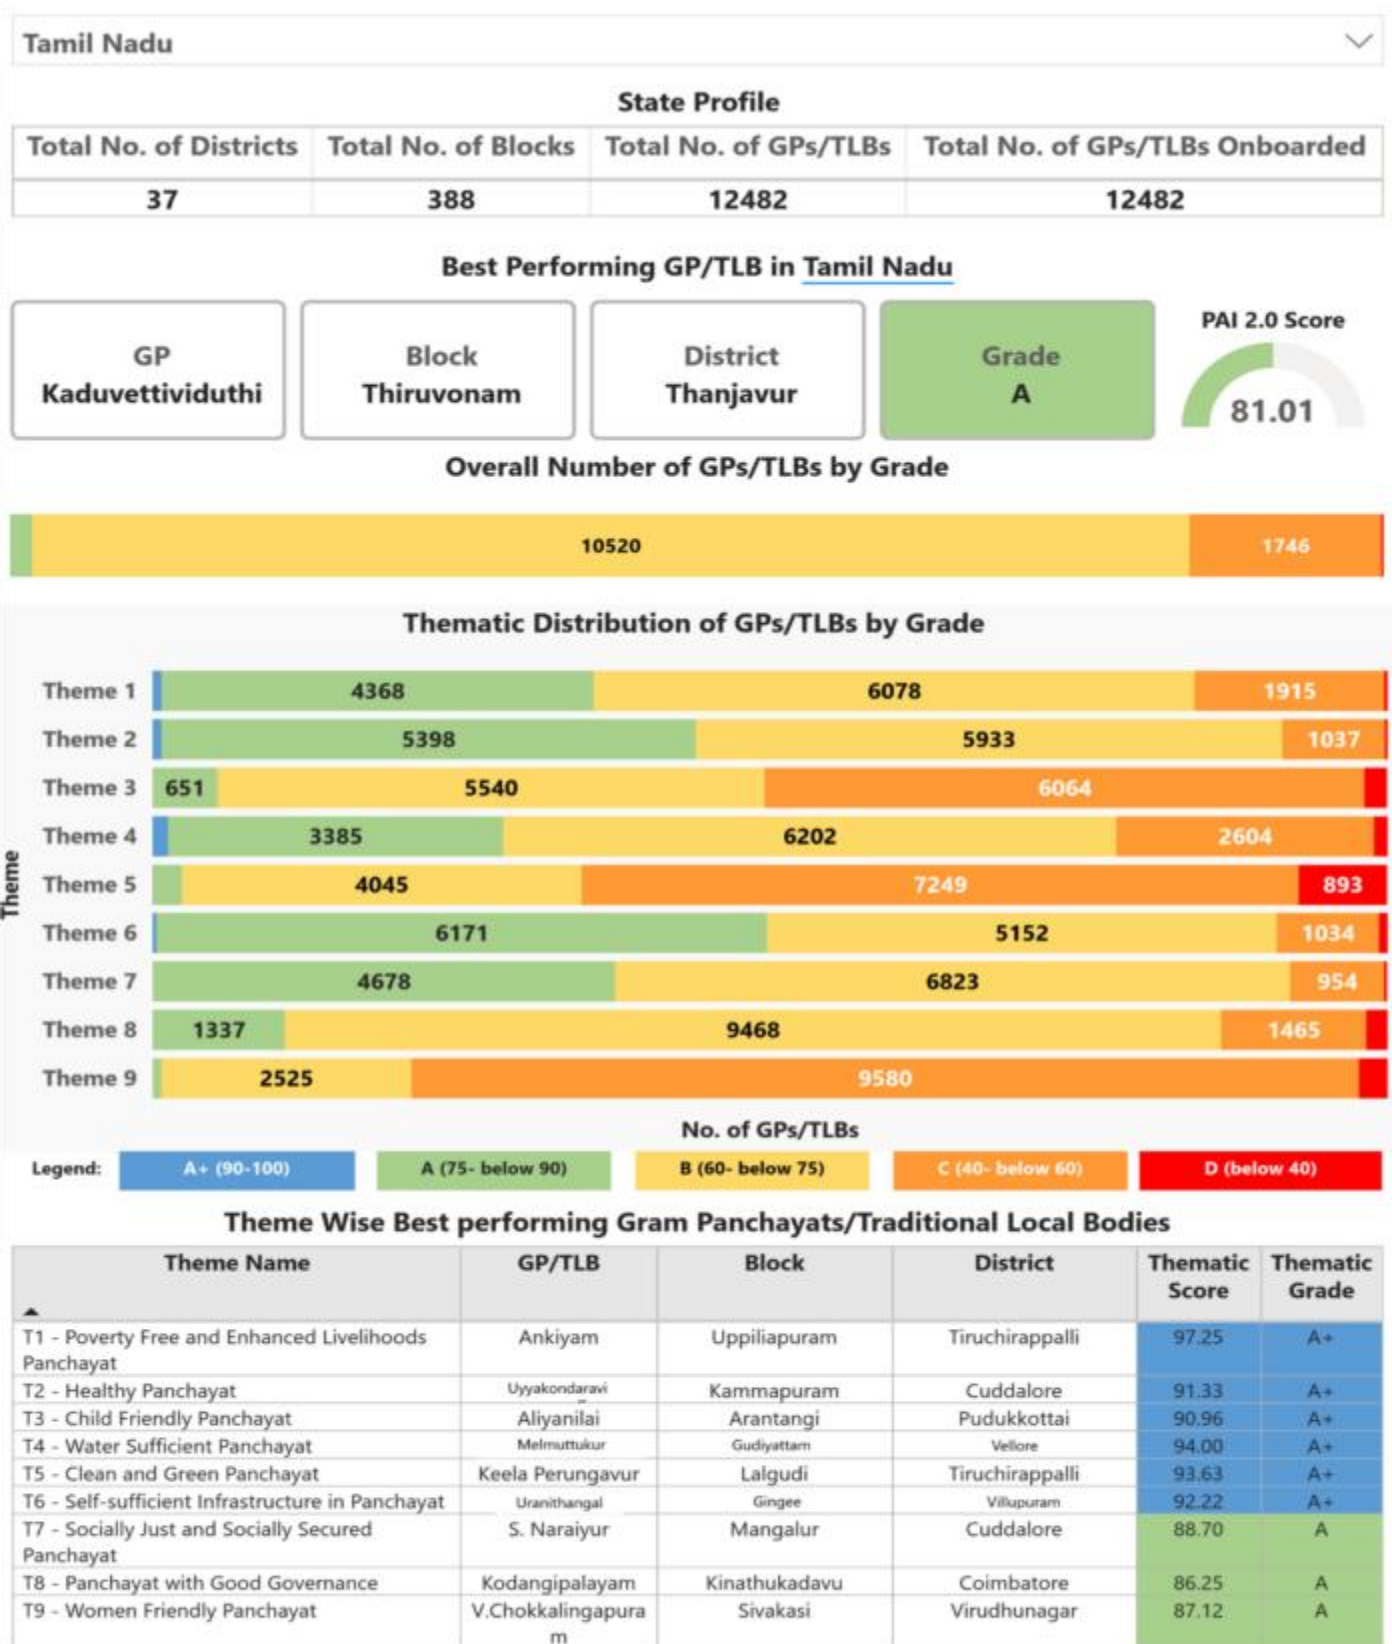 Tamil Nadu
State Profile
Total No. of Districts Total No. of Blocks Total No. of GPs/TLBs Total No. of GPs/TLBs Onboarded
37 388 12482 12482
Best Performing GP/TLB in Tamil Nadu
GP
Kaduvettividuthi
Block
Thiruvonam
District
Thanjavur
Grade
A
PAI 2.0 Score
81.01
Overall Number of GPs/TLBs by Grade
10520 1746
Thematic Distribution of GPs/TLBs by Grade
Theme
Theme 1 4368 6078 1915
Theme 2 5398 5933 1037
Theme 3 651 5540 6064
Theme 4 3385 6202 2604
Theme 5 4045 7249 893
Theme 6 6171 5152 1034
Theme 7 4678 6823 954
Theme 8 1337 9468 1465
Theme 9 2525 9580
No. of GPs/TLBs
Legend: A+ (90-100) A (75- below 90) B (60- below 75) C (40- below 60) D (below 40)
Theme Wise Best performing Gram Panchayats/Traditional Local Bodies
Theme Name GP/TLB Block District Thematic Thematic
Score Grade
T1 - Poverty Free and Enhanced Livelihoods Ankiyam Uppiliapuram Tiruchirappalli 97.25 A+
Panchayat
T2 - Healthy Panchayat Uyyakondaravi Kammapuram Cuddalore 91.33 A+
T3 - Child Friendly Panchayat Aliyanilai Arantangi Pudukkottai 90.96 A+
T4 - Water Sufficient Panchayat Melmuttukur Gudiyattam Vellore 94.00 A+
T5 - Clean and Green Panchayat Keela Perungavur Lalgudi Tiruchirappalli 93.63 A+
T6 - Self-sufficient Infrastructure in Panchayat Uranithangal Gingee Villupuram 92.22 A+
T7 - Socially Just and Socially Secured S. Naraiyur Mangalur Cuddalore 88.70 A
Panchayat
T8 - Panchayat with Good Governance Kodangipalayam Kinathukadavu Coimbatore 86.25 A
T9 - Women Friendly Panchayat V.Chokkalingapura Sivakasi Virudhunagar 87.12 A
m